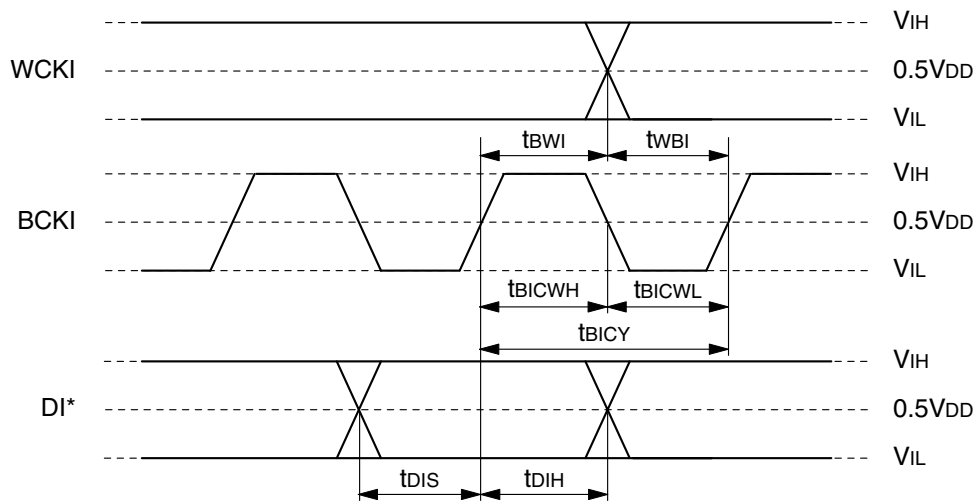 VIH
WCKI 0.5VDD
VIL
tBWI tWBI
VIH
BCKI 0.5VDD
VIL
tBICWH tBICWL
tBICY
VIH
DI* 0.5VDD
VIL
tDIS tDIH